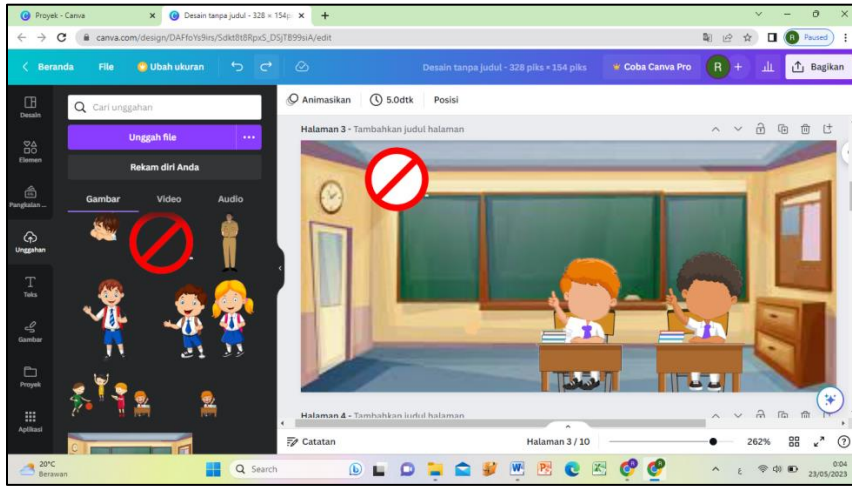 Proyek - Canva
Desain tanpa judul - 328 × 154p
canva.com/design/DAFfoYs9irs/Sdkt8t8RpxS_DSjTB99siA/edit
Paused
Beranda File Ubah ukuran
Desain tanpa judul - 328 piks × 154 piks
Coba Canva Pro
R
Bagikan
Desain
Elemen
Pangkalan ...
Unggahan
Teks
Gambar
Proyek
Aplikasi
Cari unggahan
Unggah file
Rekam diri Anda
Gambar Video Audio
Animasikan 5.0dtk Posisi
Halaman 3 - Tambahkan judul halaman
Halaman 4 - Tambahkan judul halaman
Catatan
Halaman 3 / 10
262%
20°C
Berawan
Search
0:04
23/05/2023